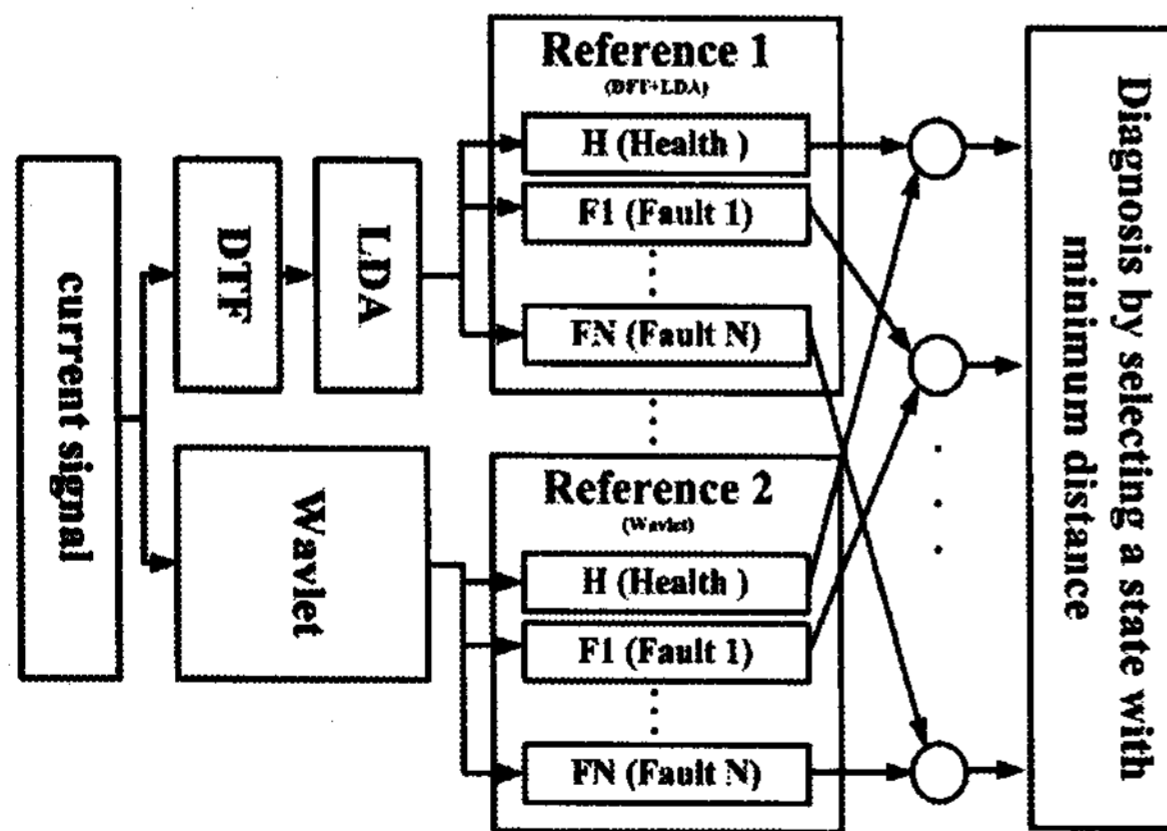 current signal
DTF
LDA
Wavlet
Reference 1
(DFT+LDA)
H (Health )
F1 (Fault 1)
FN (Fault N)
Reference 2
(Wavlet)
H (Health )
F1 (Fault 1)
FN (Fault N)
Diagnosis by selecting a state with
minimum distance